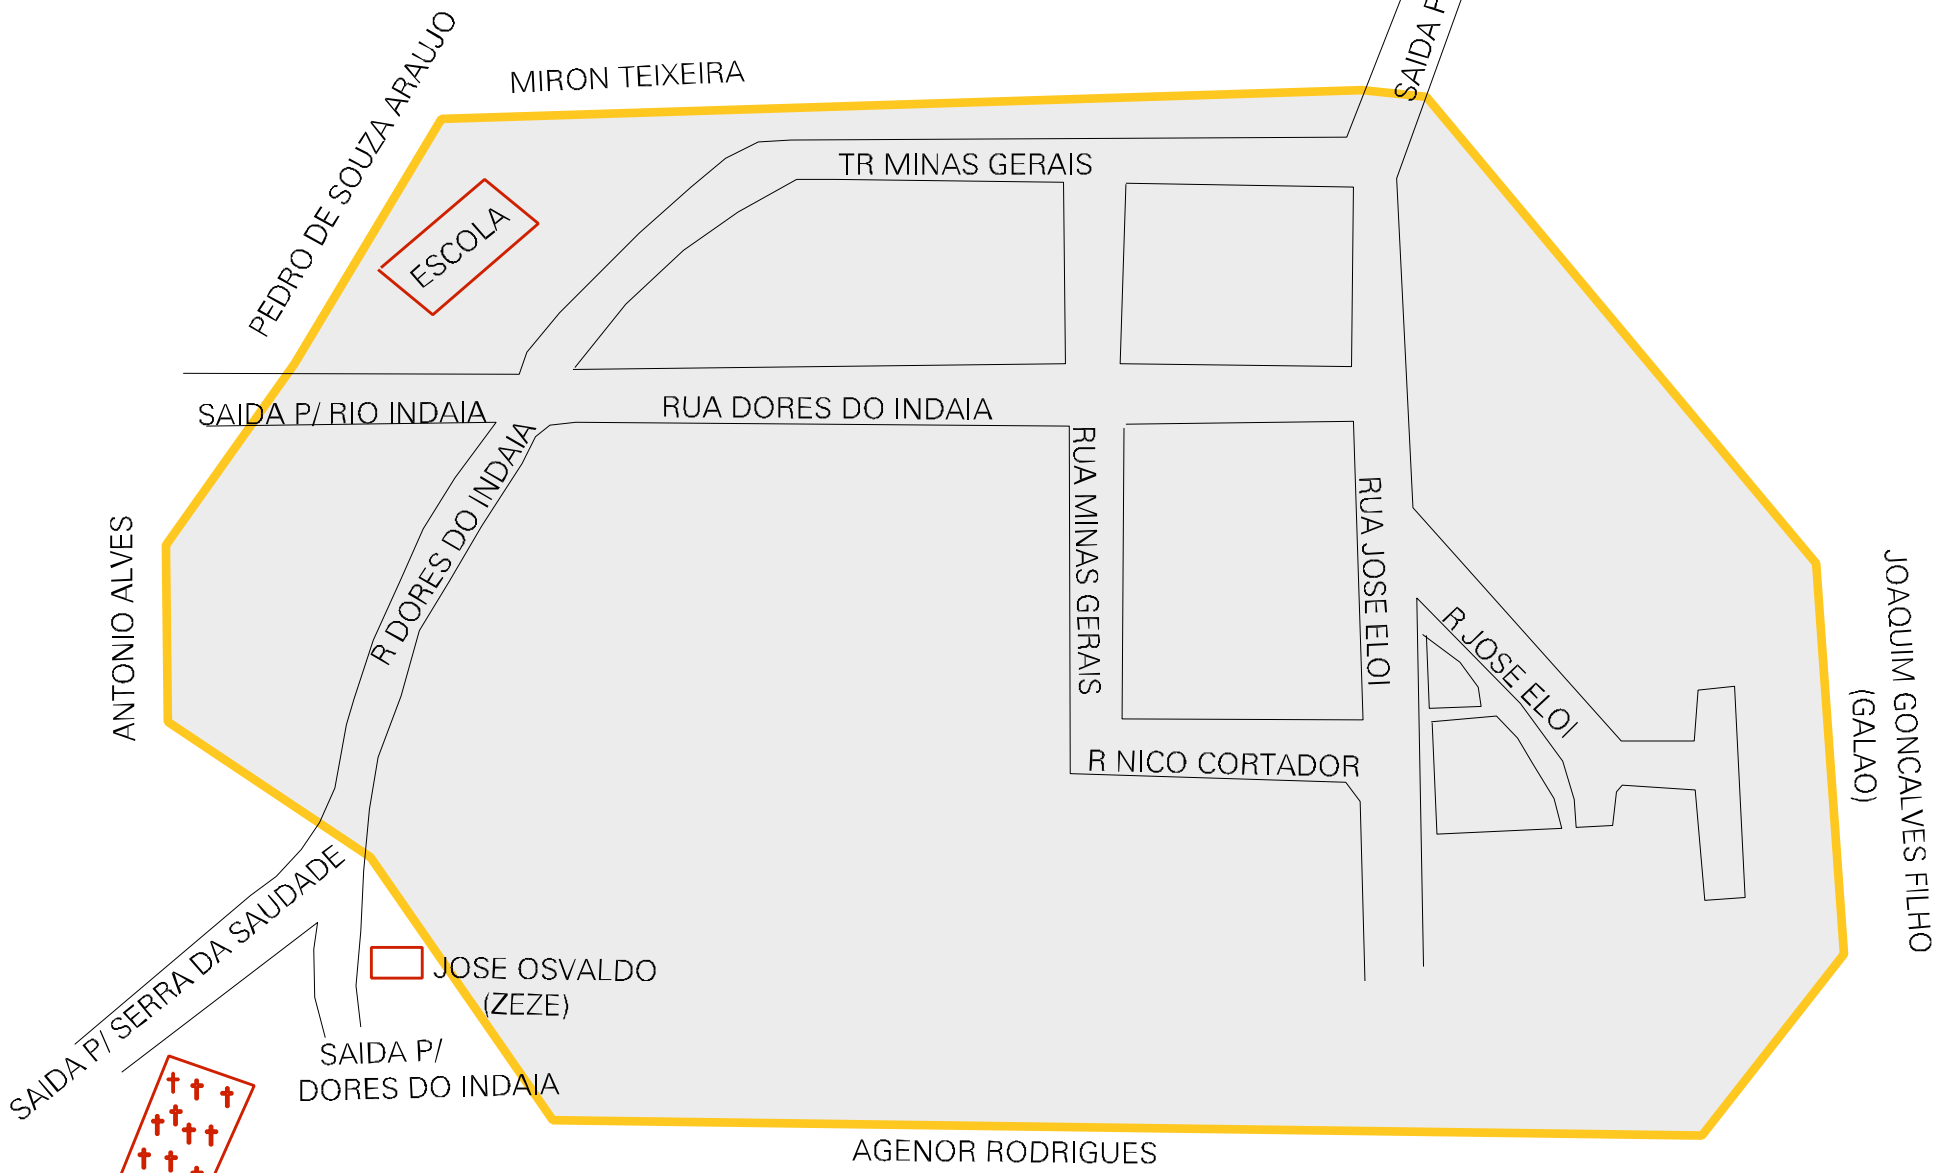 SAIDA P
MIRON TEIXEIRA
PEDRO DE SOUZA ARAUJO
TR MINAS GERAIS
ESCOLA
SAIDA P/ RIO INDAIA
RUA DORES DO INDAIA
R DORES DO INDAIA
RUA MINAS GERAIS
RUA JOSE ELOI
R JOSE ELOI
ANTONIO ALVES
JOAQUIM GONCALVES FILHO
(GALAO)
R NICO CORTADOR
SAIDA P/ SERRA DA SAUDADE
JOSE OSVALDO
(ZEZE)
SAIDA P/
DORES DO INDAIA
AGENOR RODRIGUES